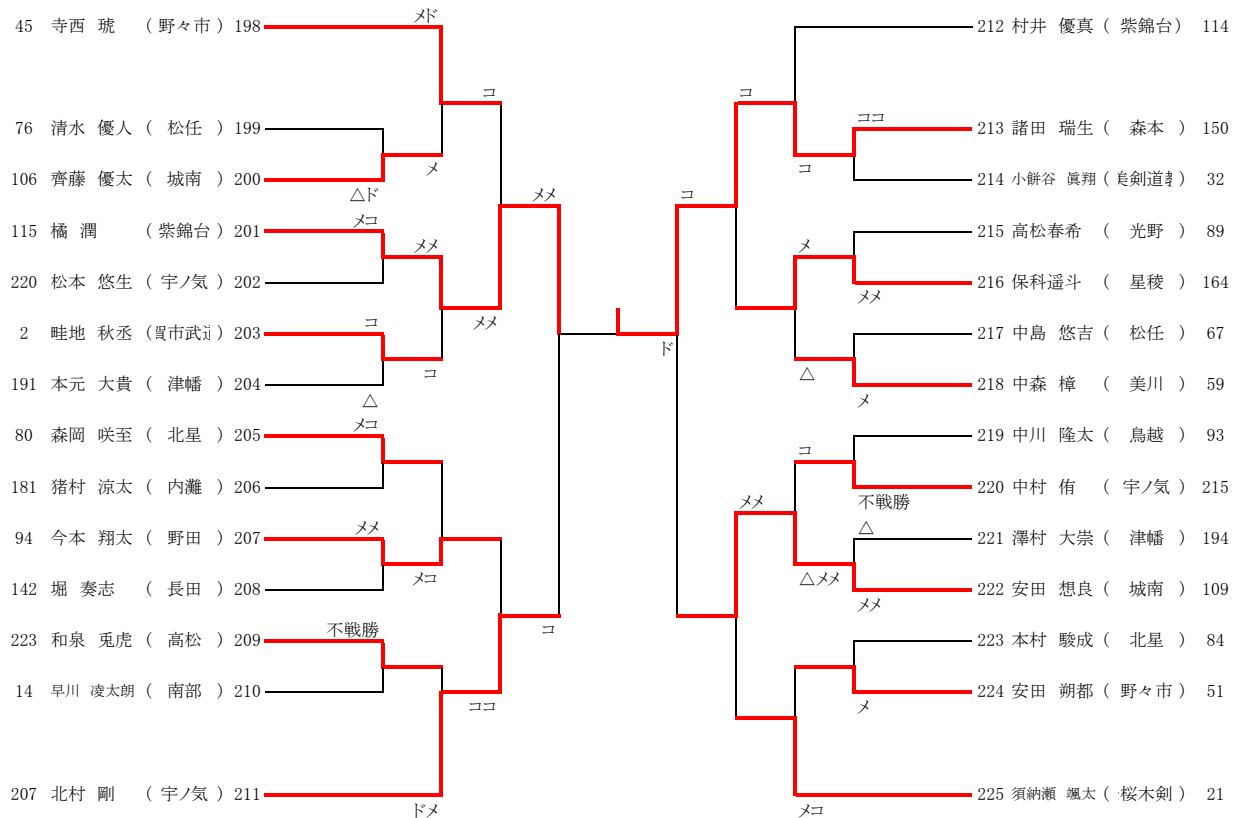 メド
45 寺西 琥 (野々市) 198
212 村井 優真 ( 紫錦台) 114
コ
コ
ココ
76 清水 優人 ( 松任 ) 199
213 諸田 瑞生 ( 森本 ) 150
メ
コ
106 齊藤 優太 ( 城南 ) 200
214 小餅谷 眞翔 ( 32
△ド
メメ
コ
メコ
115 橘 潤 (紫錦台) 201
215 高松春希 ( 光野 ) 89
メメ
メ
220 松本 悠生 ( 宇ノ気 ) 202
216 保科遥斗 ( 星稜 ) 164
メメ
メメ
コ
2 畦地 秋丞 ( 市武 203
217 中島 悠吉 ( 松任 ) 67
ド
コ
△
191 本元 大貴 ( 津幡 ) 204
218 中森 樟 ( 美川 ) 59
△
メ
メコ
80 森岡 咲至 ( 北星 ) 205
219 中川 隆太 ( 鳥越 ) 93
コ
181 猪村 涼太 ( 内灘 ) 206
220 中村 侑 ( 宇ノ気 ) 215
メメ
不戦勝
メメ
△
94 今本 翔太 ( 野田 ) 207
221 澤村 大崇 ( 津幡 ) 194
メコ
△メメ
142 堀 奏志 ( 長田 ) 208
222 安田 想良 ( 城南 ) 109
メメ
不戦勝
コ
223 和泉 兎虎 ( 高松 ) 209
223 本村 駿成 ( 北星 ) 84
14 早川 凌太朗 ( 南部 ) 210
224 安田 朔都 ( 野々市 ) 51
ココ
メ
207 北村 剛 ( 宇ノ気 ) 211
225 須納瀬 颯太 ( 桜木剣 ) 21
ドメ
メコ